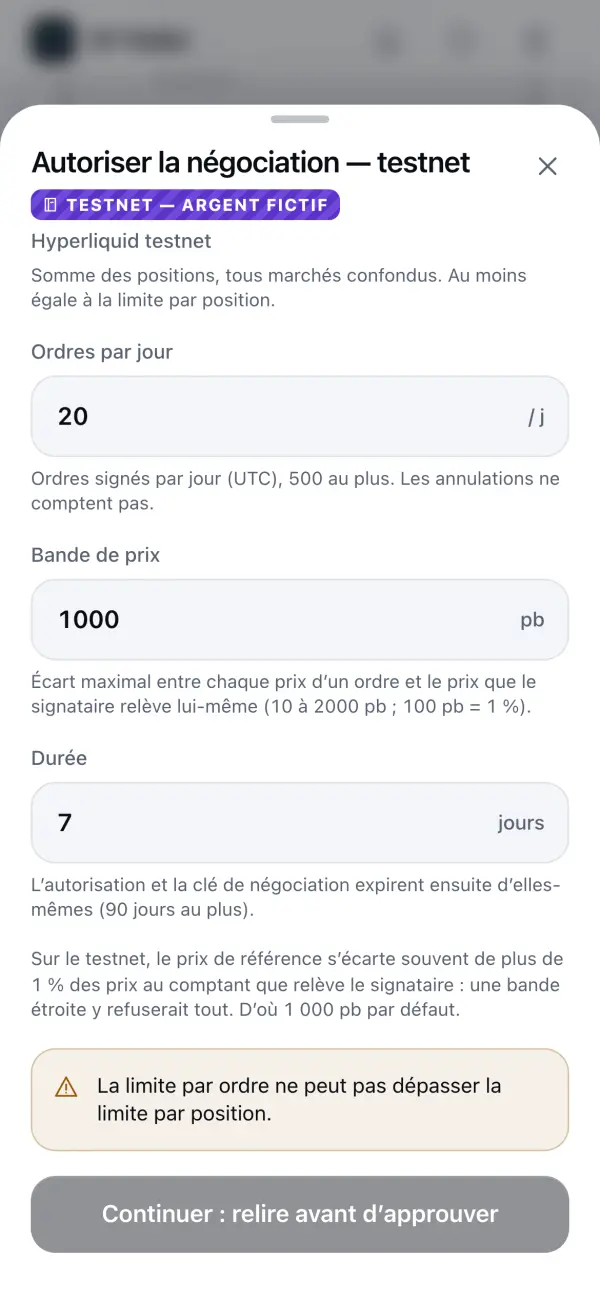 Autoriser la négociation — testnet
TESTNET — ARGENT FICTIF
Hyperliquid testnet
Somme des positions, tous marchés confondus. Au moins
égale à la limite par position.
Ordres par jour
20
/ j
Ordres signés par jour (UTC), 500 au plus. Les annulations ne
comptent pas.
Bande de prix
1000
pb
Écart maximal entre chaque prix d’un ordre et le prix que le
signataire relève lui-même (10 à 2000 pb ; 100 pb = 1 %).
Durée
7
jours
L’autorisation et la clé de négociation expirent ensuite d’elles-
mêmes (90 jours au plus).
Sur le testnet, le prix de référence s’écarte souvent de plus de
1 % des prix au comptant que relève le signataire : une bande
étroite y refuserait tout. D’où 1 000 pb par défaut.
La limite par ordre ne peut pas dépasser la
limite par position.
Continuer : relire avant d’approuver